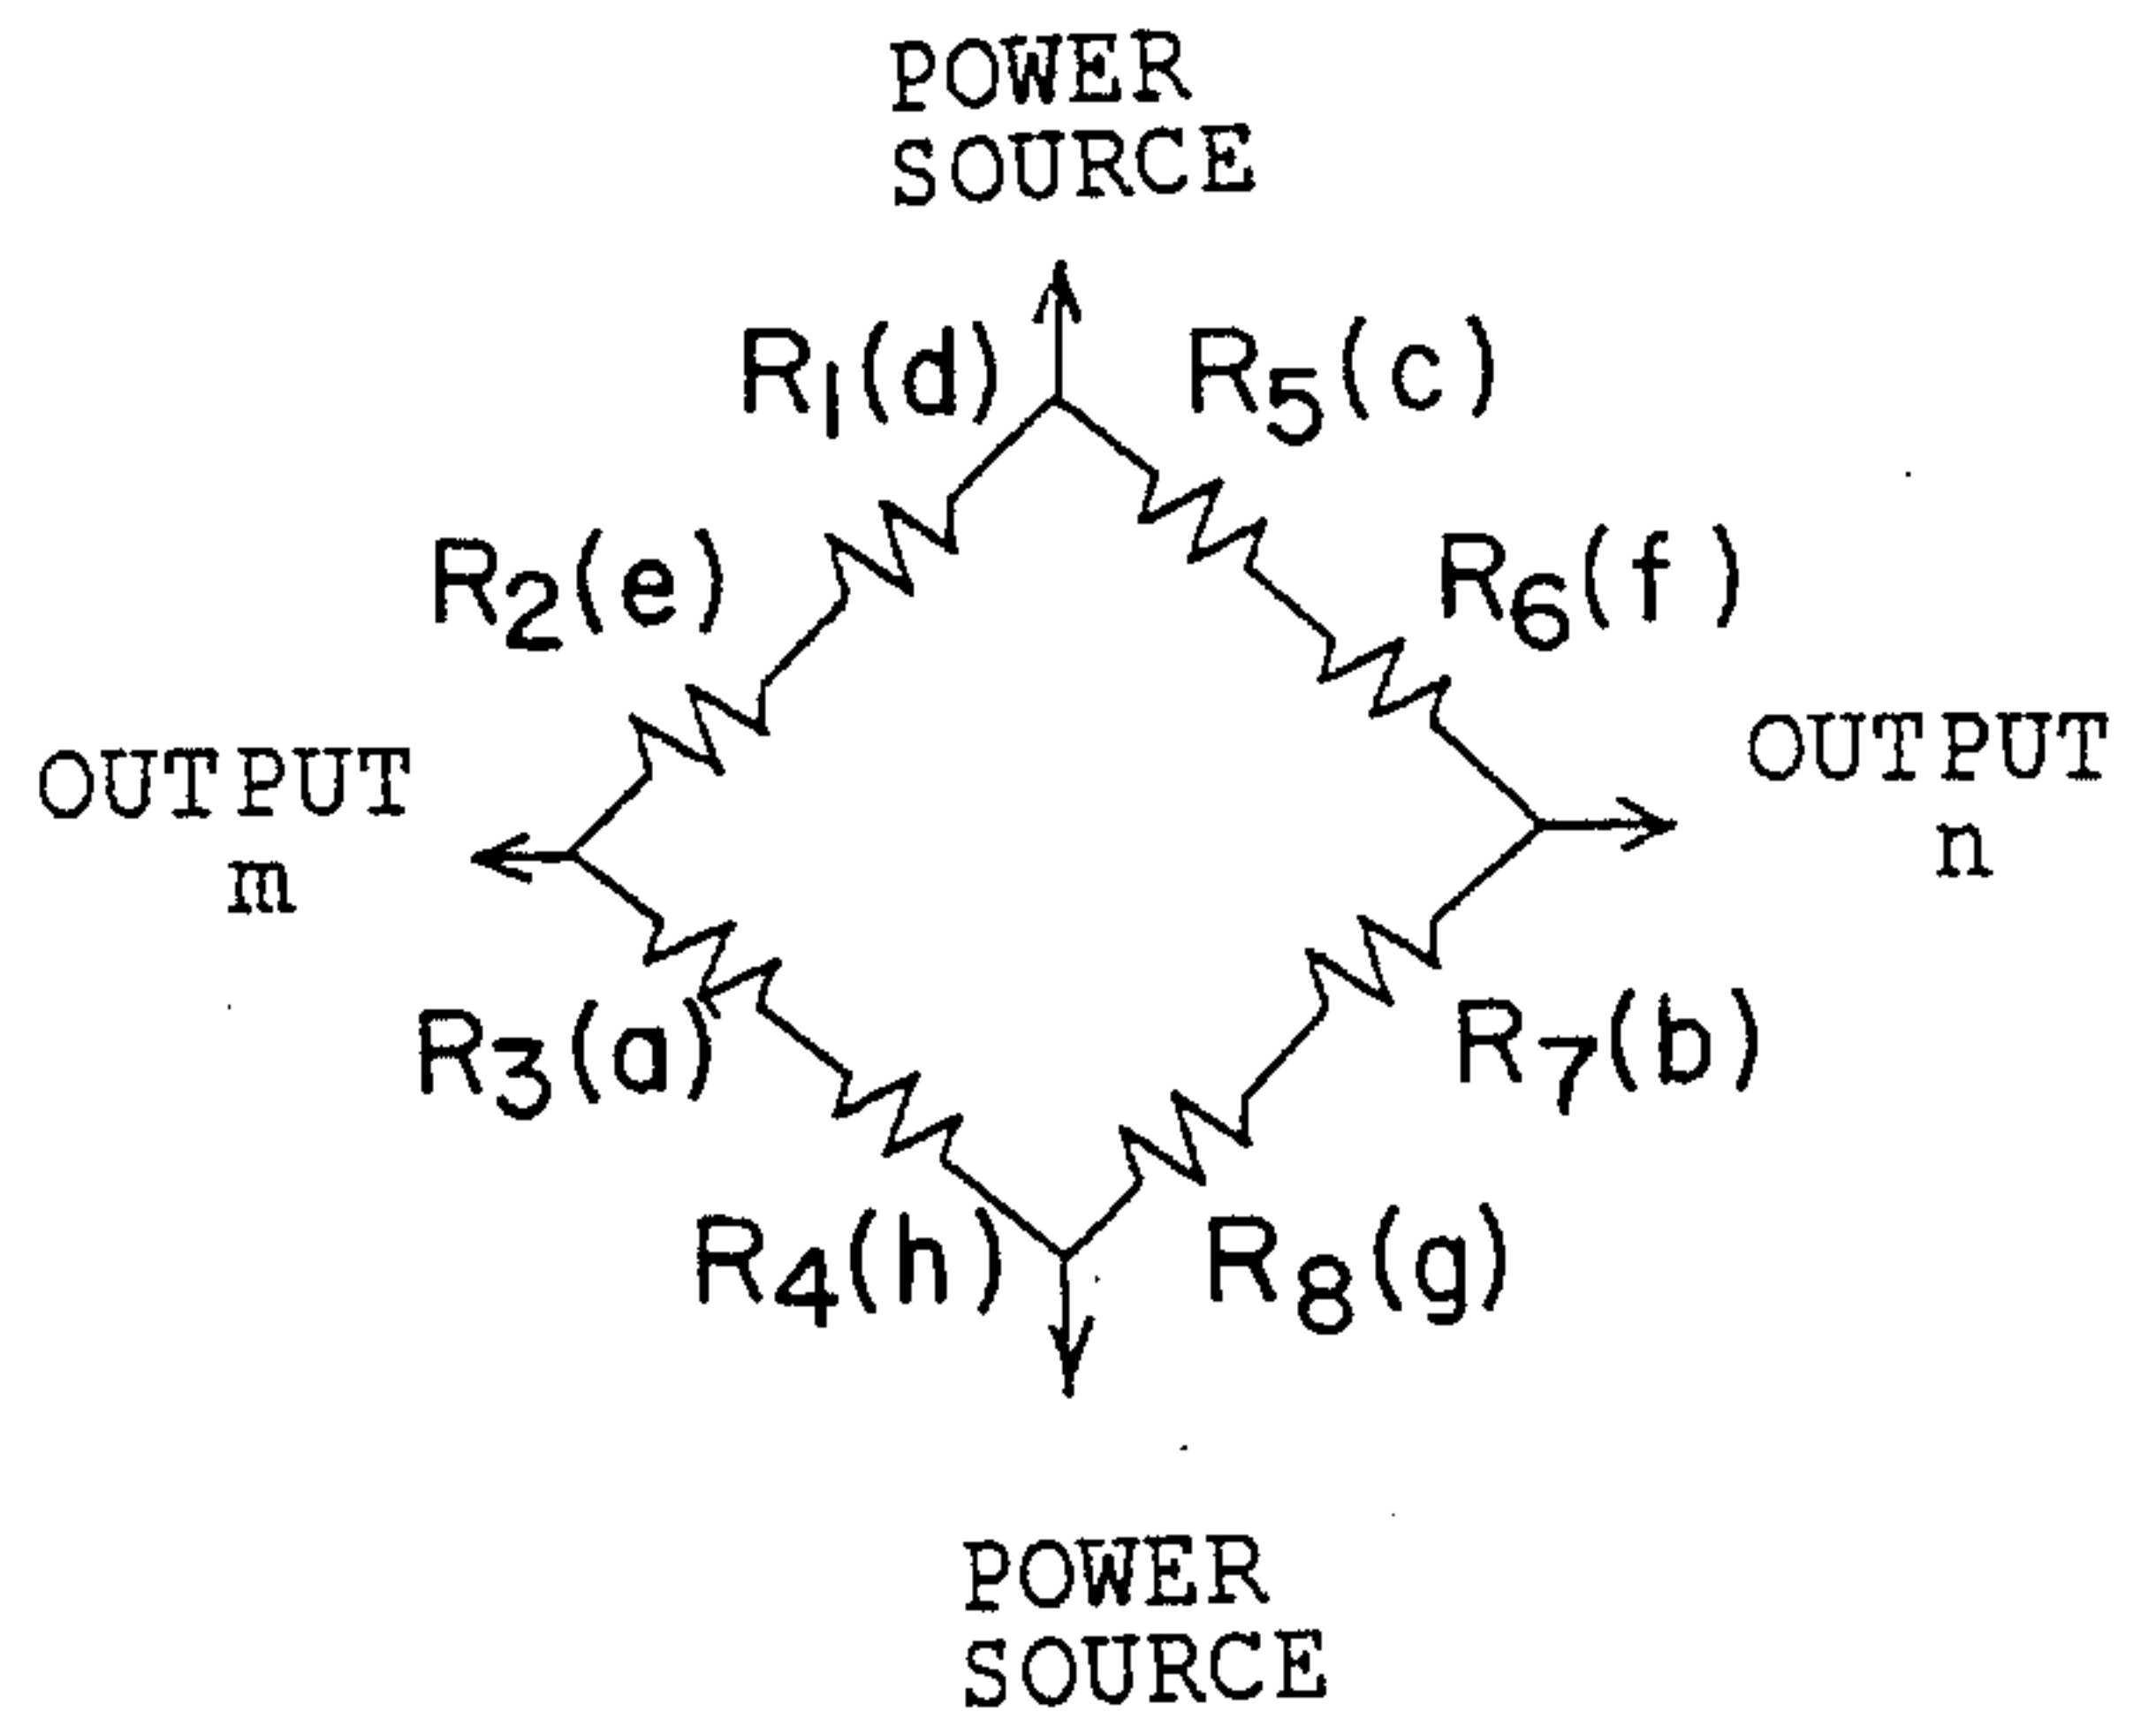 POWER
SOURCE
R1(d) R5(c)
R2(e) R6(f)
OUTPUT
m
OUTPUT
n
R3(a) R7(b)
R4(h) R8(g)
POWER
SOURCE